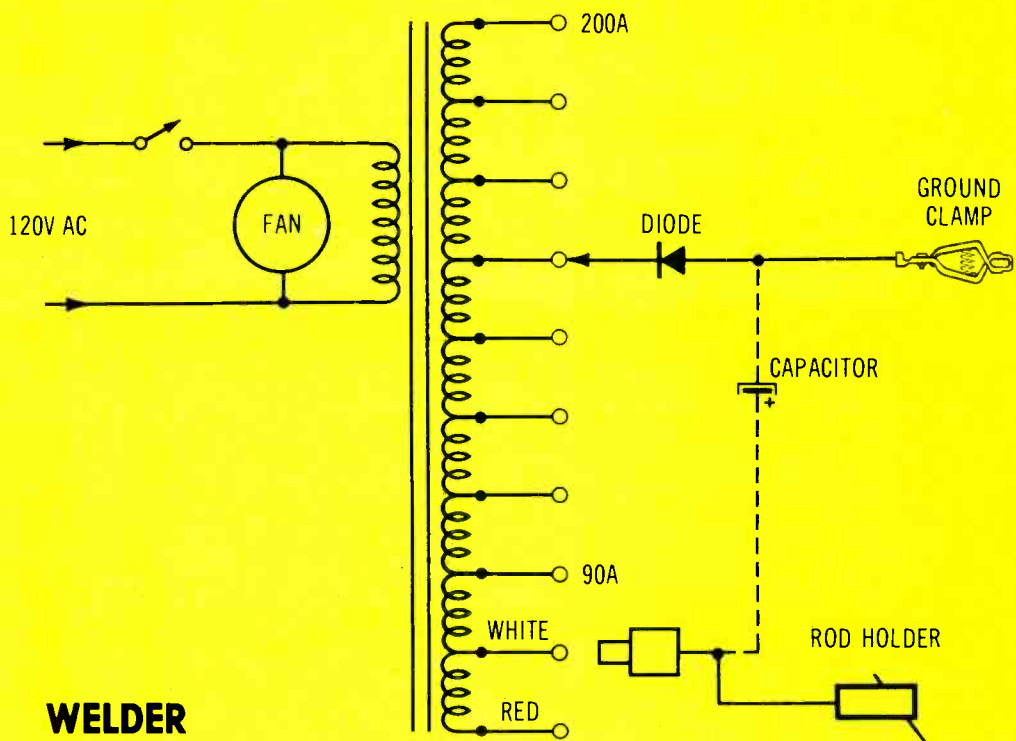 200A
GROUND
CLAMP
DIODE
120V AC
FAN
CAPACITOR
+
90A
WHITE
ROD HOLDER
RED
WELDER